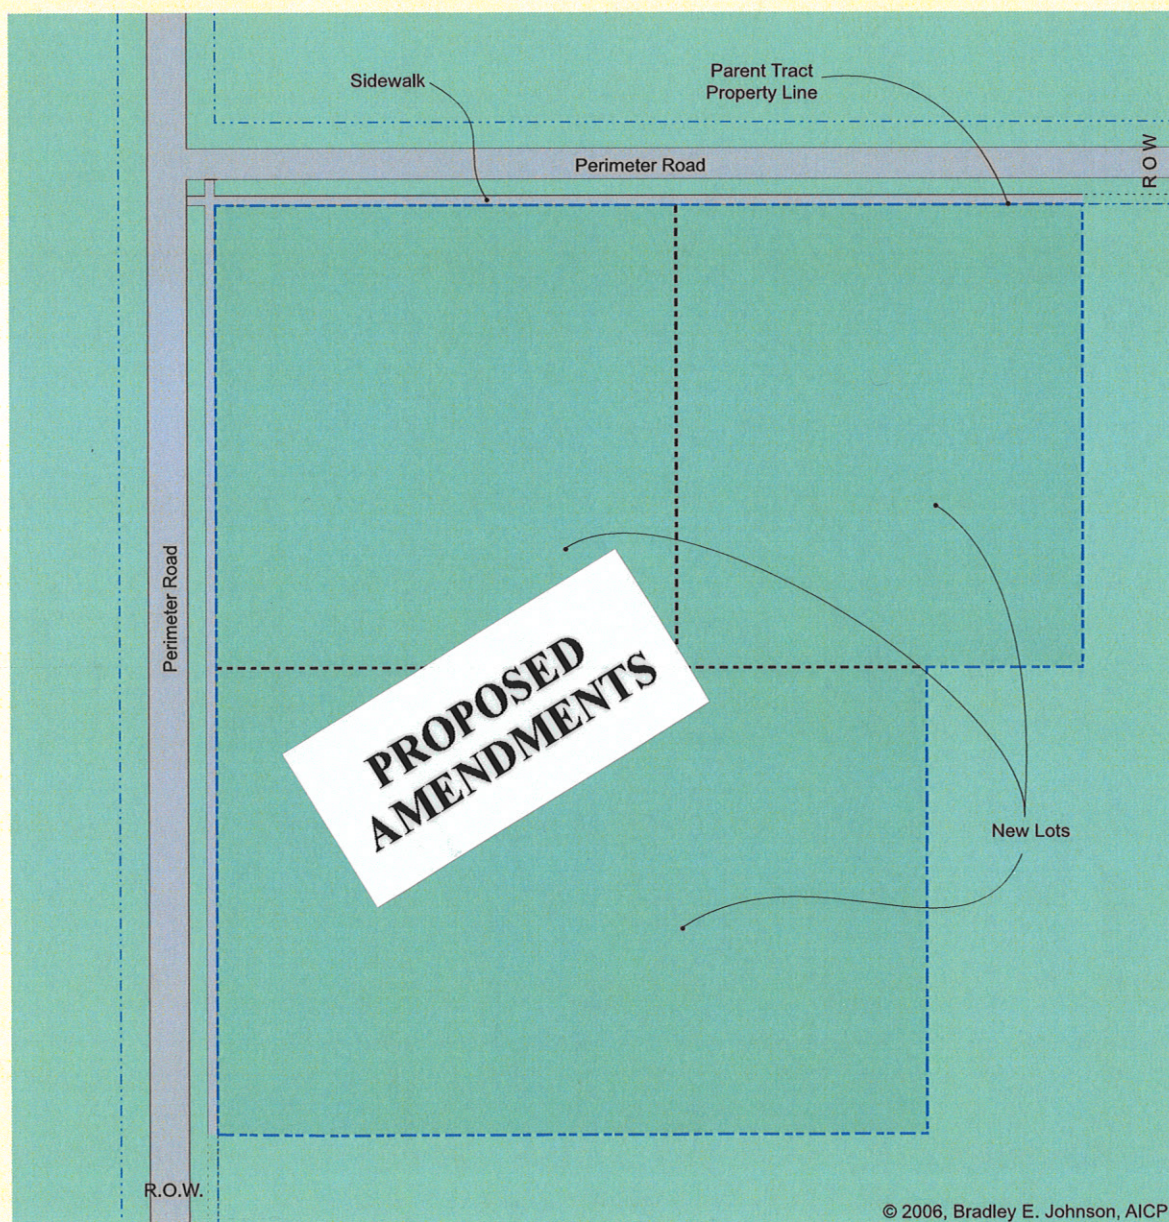 Sidewalk
Parent Tract
Property Line
Perimeter Road
ROW
Perimeter Road
PROPOSED
AMENDMENTS
New Lots
R.O.W.
© 2006, Bradley E. Johnson, AICP